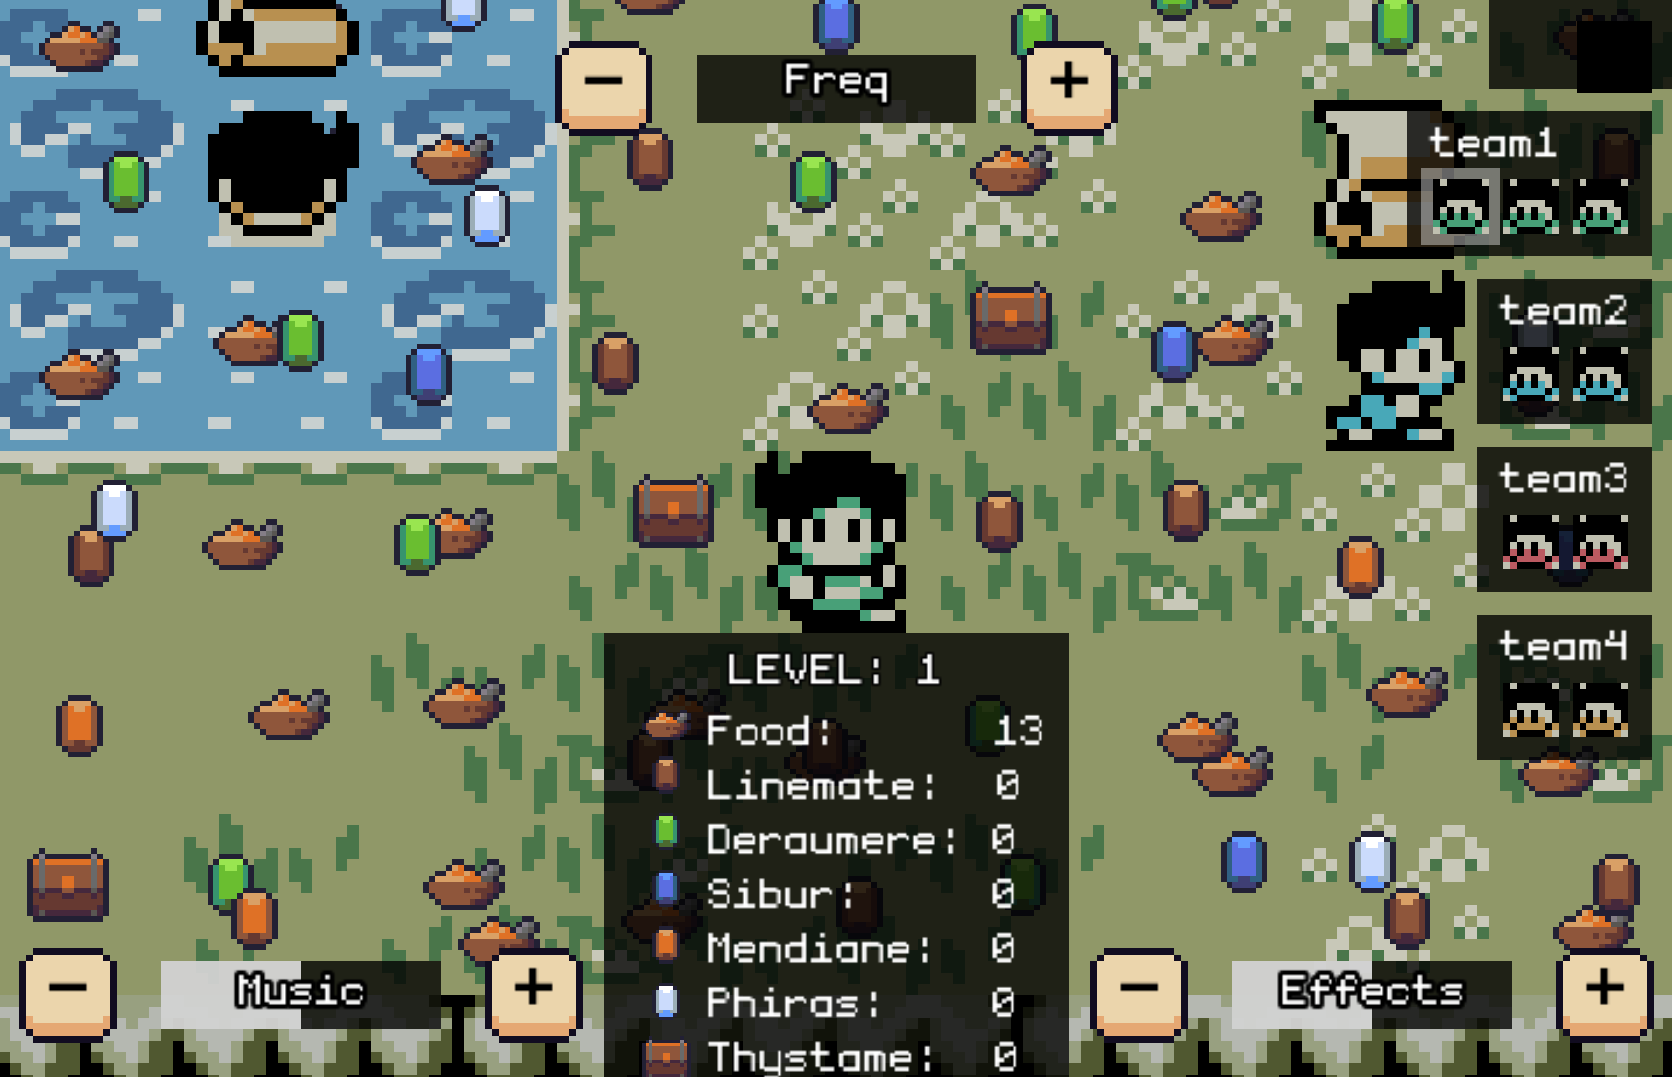 - Freq +
team1
team2
team3
team4
LEVEL: 1
Food: 13
Linemate: 0
Deraumere: 0
Sibur: 0
Mendiane: 0
Phiras: 0
Thystame: 0
- Music +
- Effects +